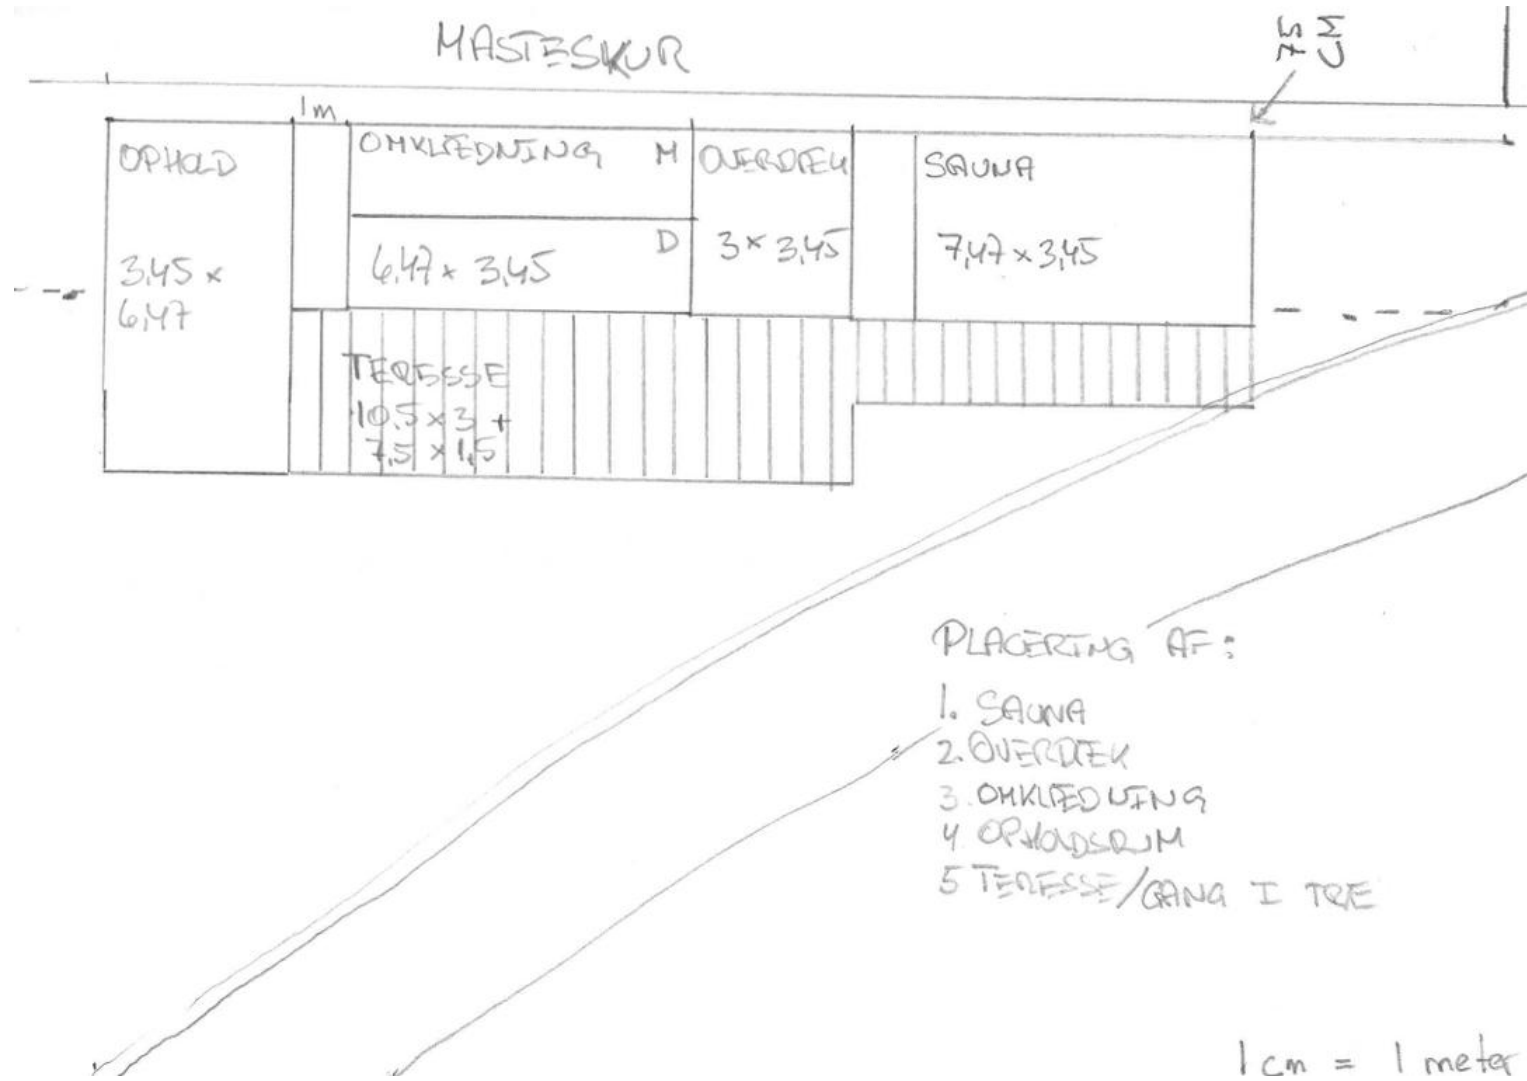 MASTESKUR
75
CM
1m
OPHOLD
3,45 ×
6,47
OMKLÆDNING M
D
6,47 × 3,45
OVERDÆK
3 × 3,45
SAUNA
7,47 × 3,45
TERESSE
10.5 × 3 +
7,5 × 1,5
PLACERING AF:
1. SAUNA
2. OVERDÆK
3. OMKLÆDNING
4 OPHOLDSRUM
5 TERESSE/GANG I TRÆ
1 cm = 1 meter